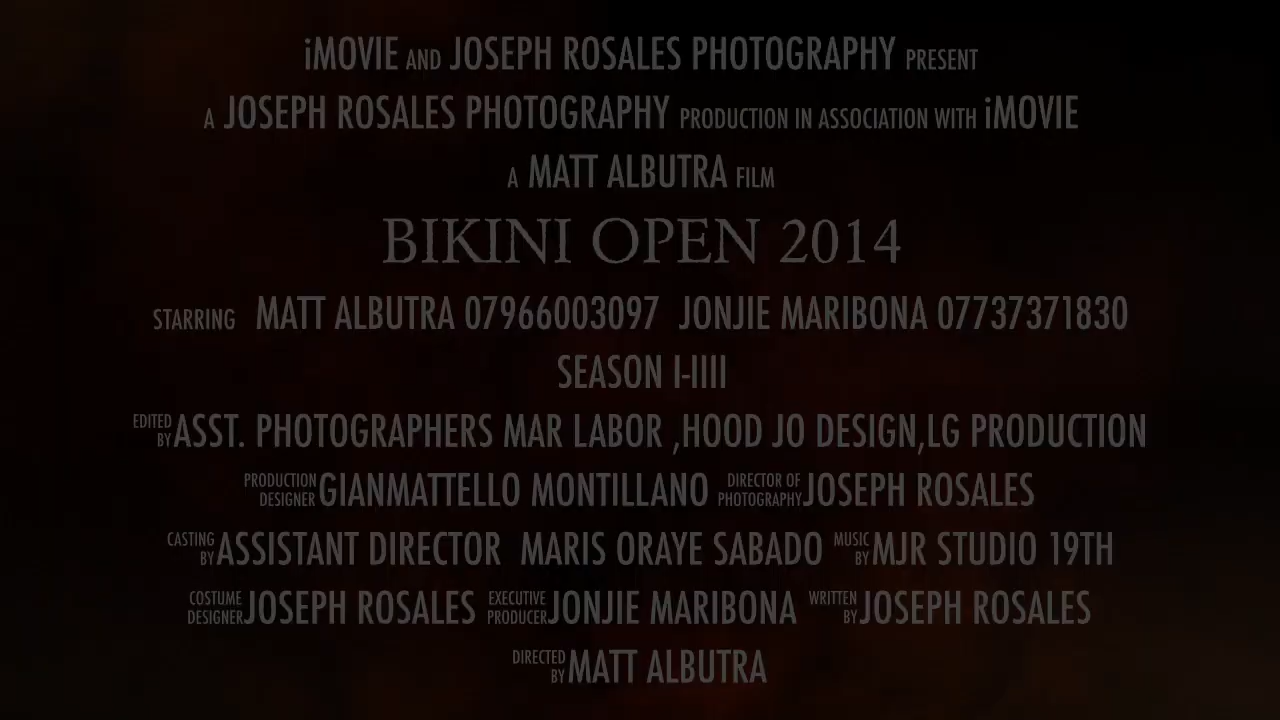 iMOVIE AND JOSEPH ROSALES PHOTOGRAPHY PRESENT
A JOSEPH ROSALES PHOTOGRAPHY PRODUCTION IN ASSOCIATION WITH iMOVIE
A MATT ALBUTRA FILM
BIKINI OPEN 2014
STARRING MATT ALBUTRA 07966003097 JONJIE MARIBONA 07737371830
SEASON I-IIII
EDITED BY ASST. PHOTOGRAPHERS MAR LABOR ,HOOD JO DESIGN,LG PRODUCTION
PRODUCTION DESIGNER GIANMATTELLO MONTILLANO DIRECTOR OF PHOTOGRAPHY JOSEPH ROSALES
CASTING BY ASSISTANT DIRECTOR MARIS ORAYE SABADO MUSIC BY MJR STUDIO 19TH
COSTUME DESIGNER JOSEPH ROSALES EXECUTIVE PRODUCER JONJIE MARIBONA WRITTEN BY JOSEPH ROSALES
DIRECTED BY MATT ALBUTRA